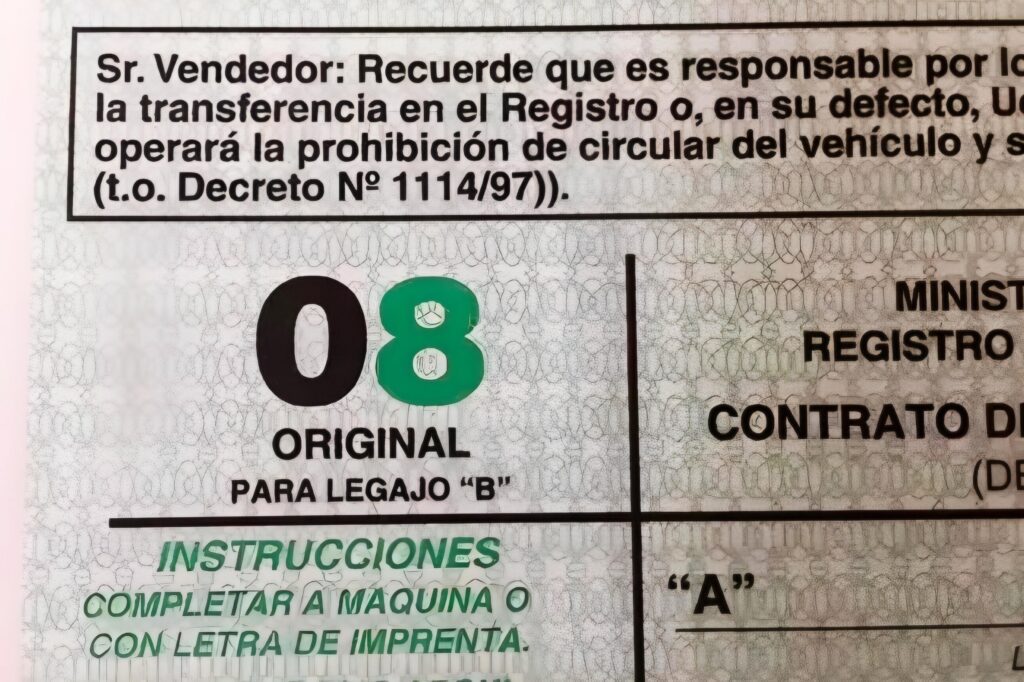 Sr. Vendedor: Recuerde que es responsable por
la transferencia en el Registro o, en su defecto,
operará la prohibición de circular del vehículo y
(t.o. Decreto Nº 1114/97)).
08
ORIGINAL
PARA LEGAJO “B”
REGISTRO
CONTRATO
INSTRUCCIONES
COMPLETAR A MAQUINA O
CON LETRA DE IMPRENTA.
“A”